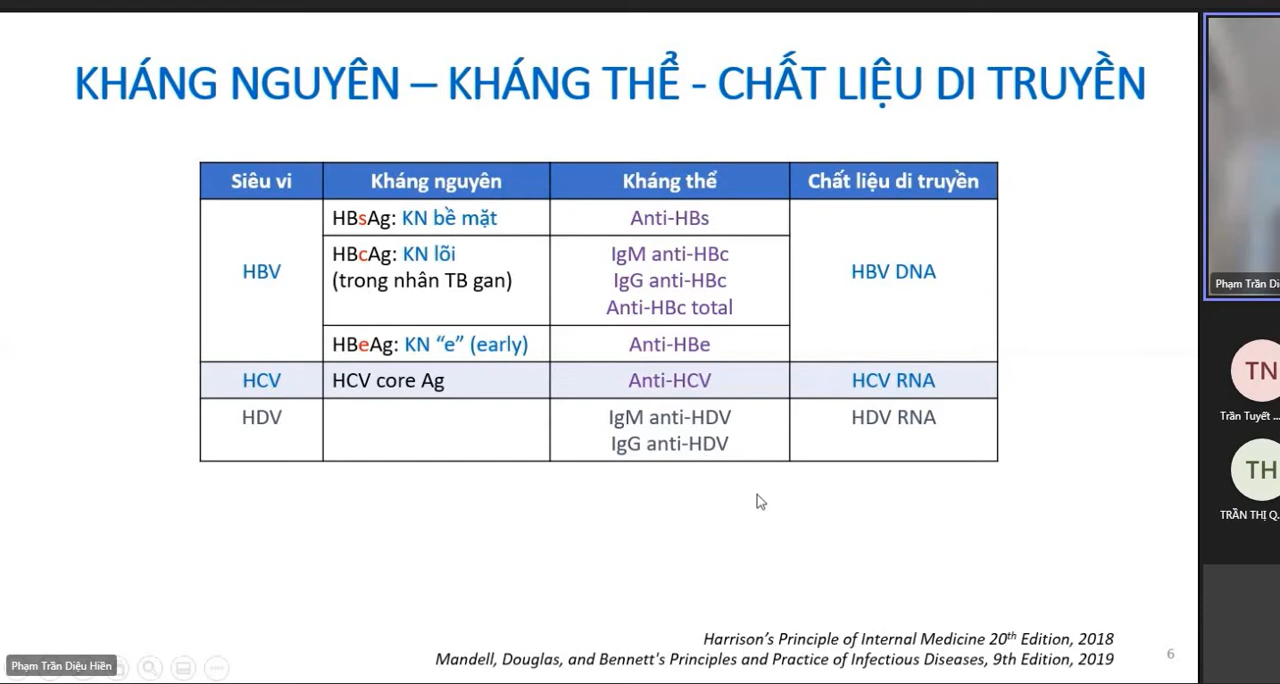 KHÁNG NGUYÊN – KHÁNG THỂ - CHẤT LIỆU DI TRUYỀN
Siêu vi Kháng nguyên Kháng thể Chất liệu di truyền
HBV
HBsAg: KN bề mặt
Anti-HBs
HBV DNA
HBcAg: KN lõi
(trong nhân TB gan)
IgM anti-HBc
IgG anti-HBc
Anti-HBc total
HBeAg: KN “e” (early)
Anti-HBe
HCV HCV core Ag Anti-HCV HCV RNA
HDV
IgM anti-HDV
IgG anti-HDV
HDV RNA
Harrison’s Principle of Internal Medicine 20th Edition, 2018
Mandell, Douglas, and Bennett's Principles and Practice of Infectious Diseases, 9th Edition, 2019
6
Phạm Trần Diệu Hiền
Phạm Trần Di
TN
Trần Tuyết ...
TH
TRẦN THỊ Q...